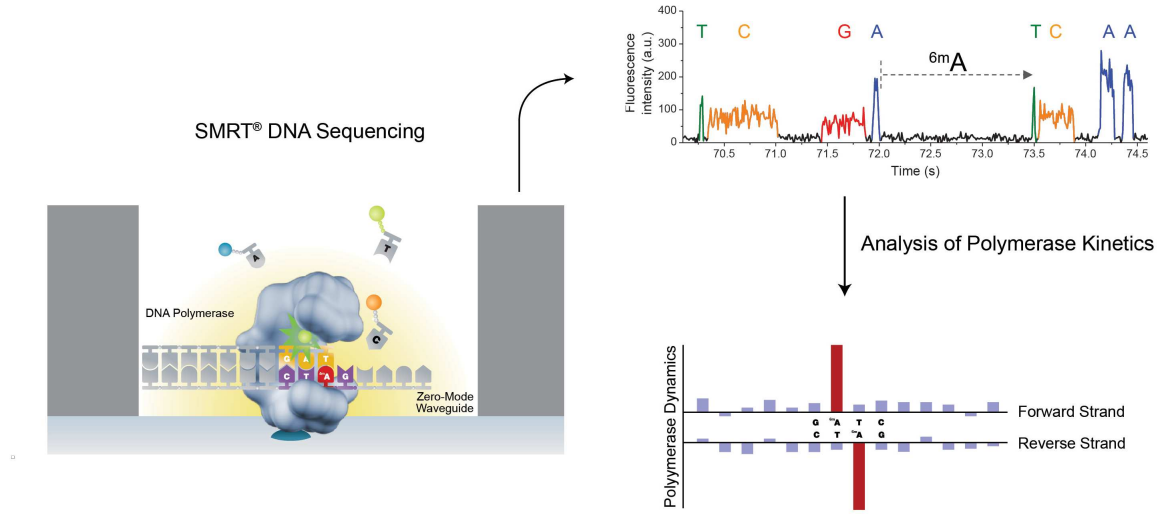 SMRT® DNA Sequencing
A
T
C
DNA Polymerase
G A T
C T 6mA G
Zero-Mode
Waveguide
Fluorescence
intensity (a.u.)
400
300
200
100
0
T C G A T C A A
6mA
70.5 71.0 71.5 72.0 72.5 73.0 73.5 74.0 74.5
Time (s)
Analysis of Polymerase Kinetics
Polyymerase Dynamics
Forward Strand
G 6mA T C
C T 6mA G
Reverse Strand